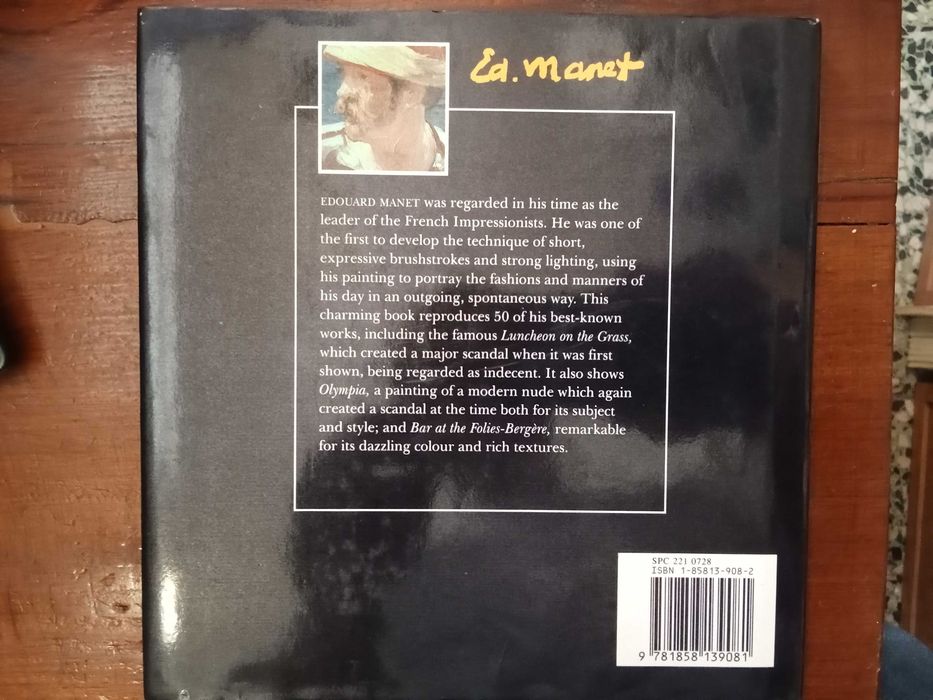 Ed. Manet
EDOUARD MANET was regarded in his time as the
leader of the French Impressionists. He was one of
the first to develop the technique of short,
expressive brushstrokes and strong lighting, using
his painting to portray the fashions and manners of
his day in an outgoing, spontaneous way. This
charming book reproduces 50 of his best-known
works, including the famous Luncheon on the Grass,
which created a major scandal when it was first
shown, being regarded as indecent. It also shows
Olympia, a painting of a modern nude which again
created a scandal at the time both for its subject
and style; and Bar at the Folies-Bergère, remarkable
for its dazzling colour and rich textures.
SPC 221 0728
ISBN 1-85813-908-2
9 781858 139081